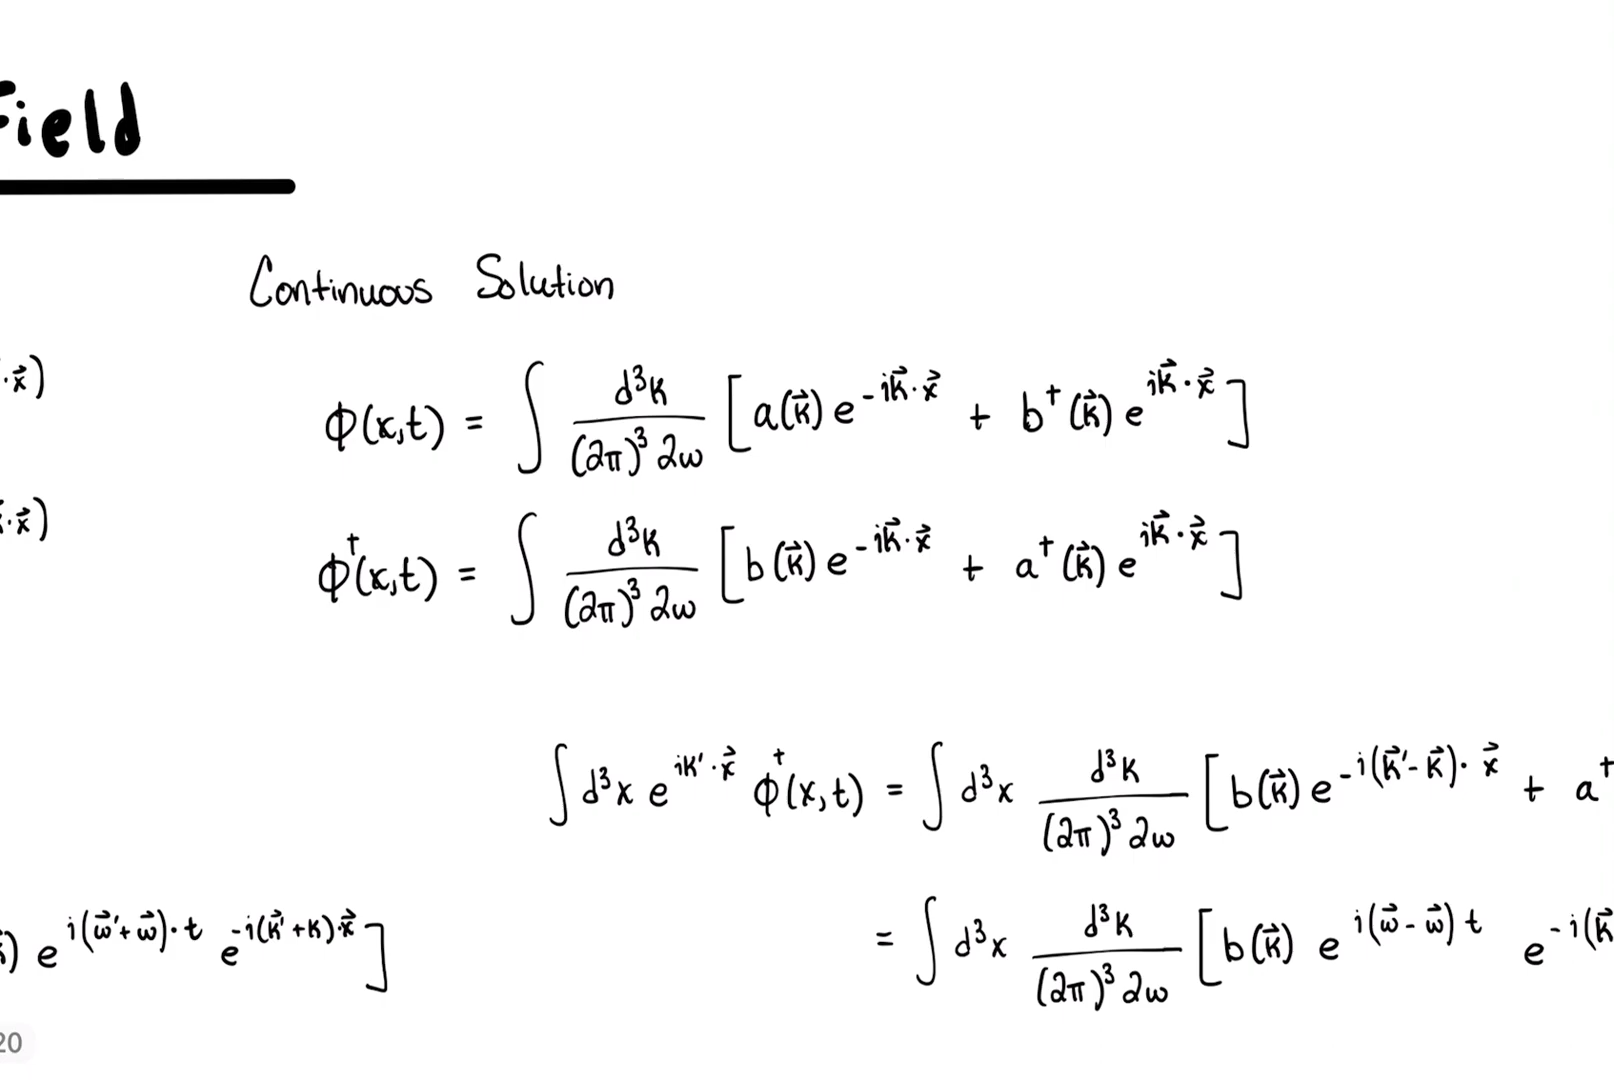 Field
Continuous Solution
·x⃗)
ϕ(x,t) = ∫ d³k / (2π)³ 2ω [a(k⃗) e^{-ik⃗·x⃗} + b†(k⃗) e^{ik⃗·x⃗}]
·x⃗)
ϕ†(x,t) = ∫ d³k / (2π)³ 2ω [b(k⃗) e^{-ik⃗·x⃗} + a†(k⃗) e^{ik⃗·x⃗}]
∫ d³x e^{ik'·x⃗} ϕ†(x,t) = ∫ d³x d³k / (2π)³ 2ω [b(k⃗) e^{-i(k⃗'-k⃗)·x⃗} + a†
) e^{i(ω⃗'+ω⃗)·t} e^{-i(k⃗'+k)·x⃗}]
= ∫ d³x d³k / (2π)³ 2ω [b(k⃗) e^{i(ω⃗-ω⃗)t} e^{-i(k⃗
20